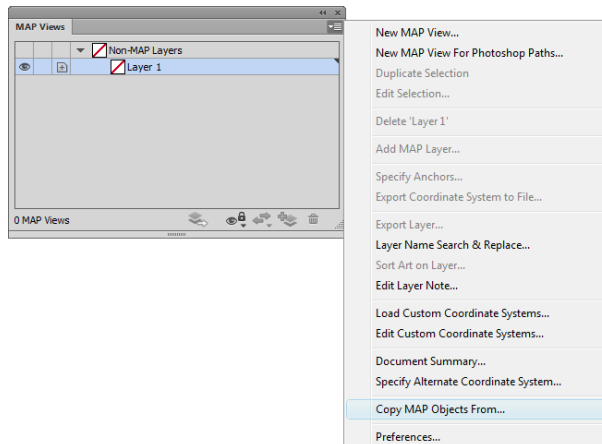 MAP Views
Non-MAP Layers
Layer 1
0 MAP Views
New MAP View...
New MAP View For Photoshop Paths...
Duplicate Selection
Edit Selection...
Delete 'Layer 1'
Add MAP Layer...
Specify Anchors...
Export Coordinate System to File...
Export Layer...
Layer Name Search & Replace...
Sort Art on Layer...
Edit Layer Note...
Load Custom Coordinate Systems...
Edit Custom Coordinate Systems...
Document Summary...
Specify Alternate Coordinate System...
Copy MAP Objects From...
Preferences...